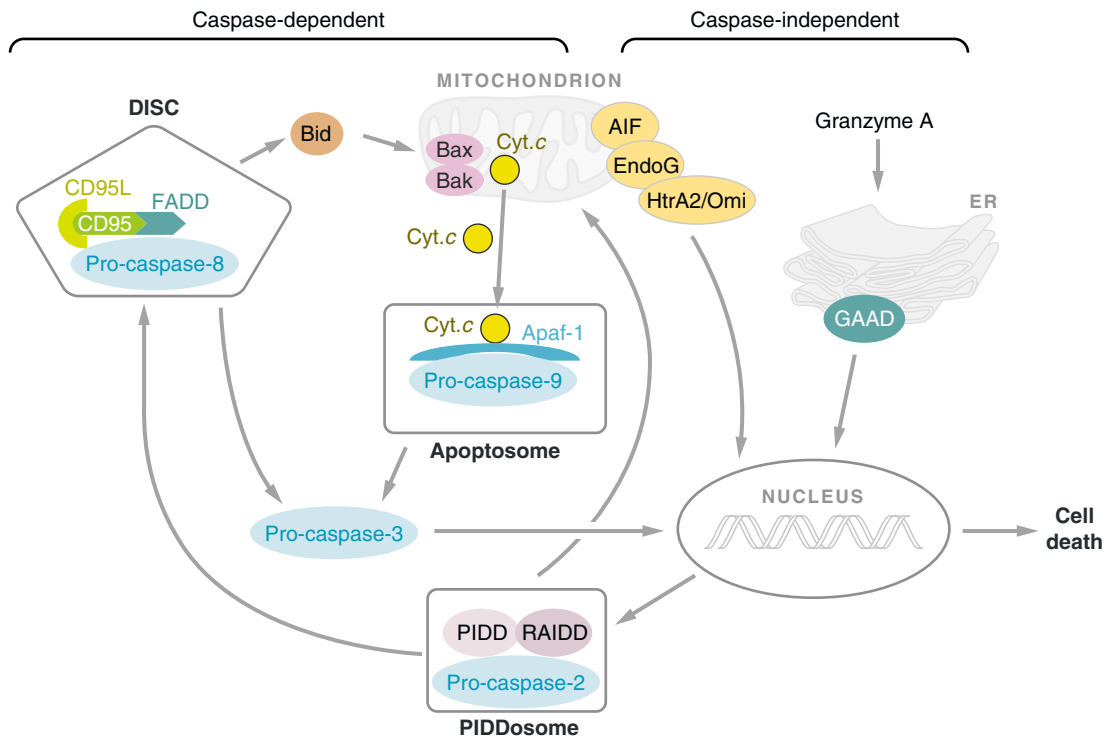 Caspase-dependent
Caspase-independent
MITOCHONDRION
DISC
Bid
Bax
Bak
Cyt.c
AIF
EndoG
HtrA2/Omi
Granzyme A
ER
GAAD
CD95L
FADD
CD95
Pro-caspase-8
Cyt.c
Cyt.c
Apaf-1
Pro-caspase-9
Apoptosome
Pro-caspase-3
NUCLEUS
Cell
death
PIDD
RAIDD
Pro-caspase-2
PIDDosome